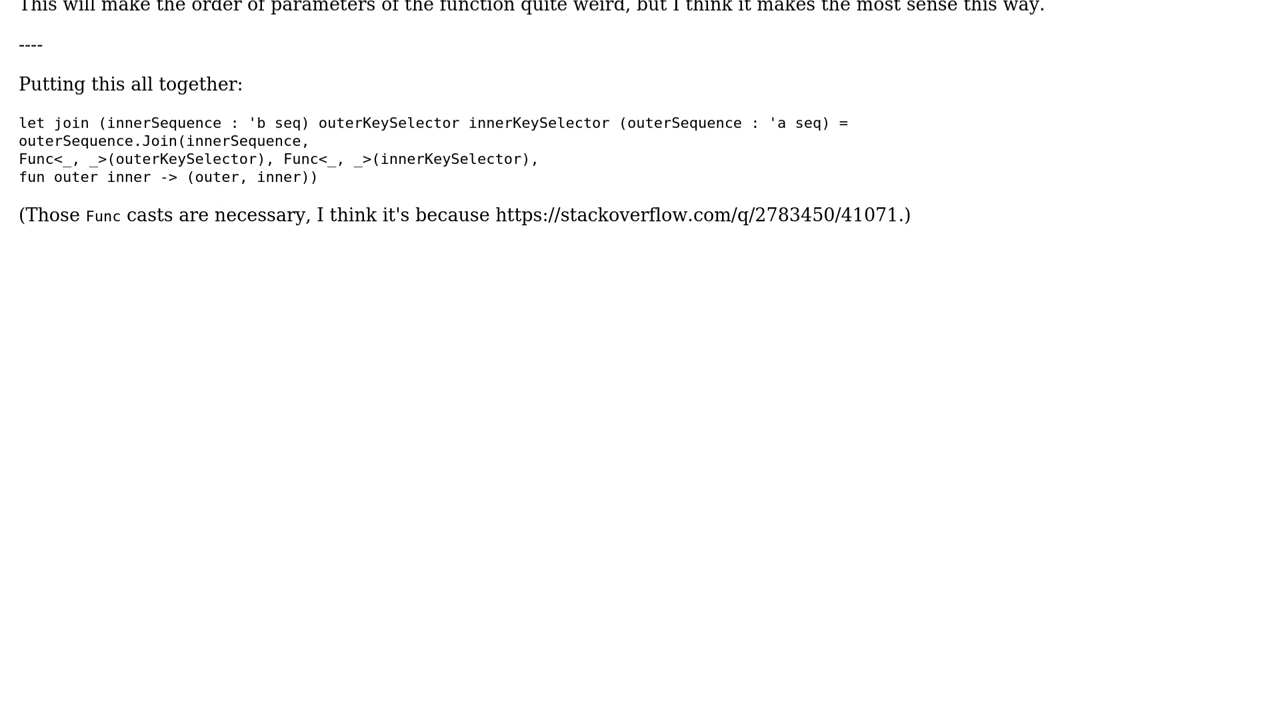 This will make the order of parameters of the function quite weird, but I think it makes the most sense this way.
----
Putting this all together:
let join (innerSequence : 'b seq) outerKeySelector innerKeySelector (outerSequence : 'a seq) =
outerSequence.Join(innerSequence,
Func<_, _>(outerKeySelector), Func<_, _>(innerKeySelector),
fun outer inner -> (outer, inner))
(Those Func casts are necessary, I think it's because https://stackoverflow.com/q/2783450/41071.)